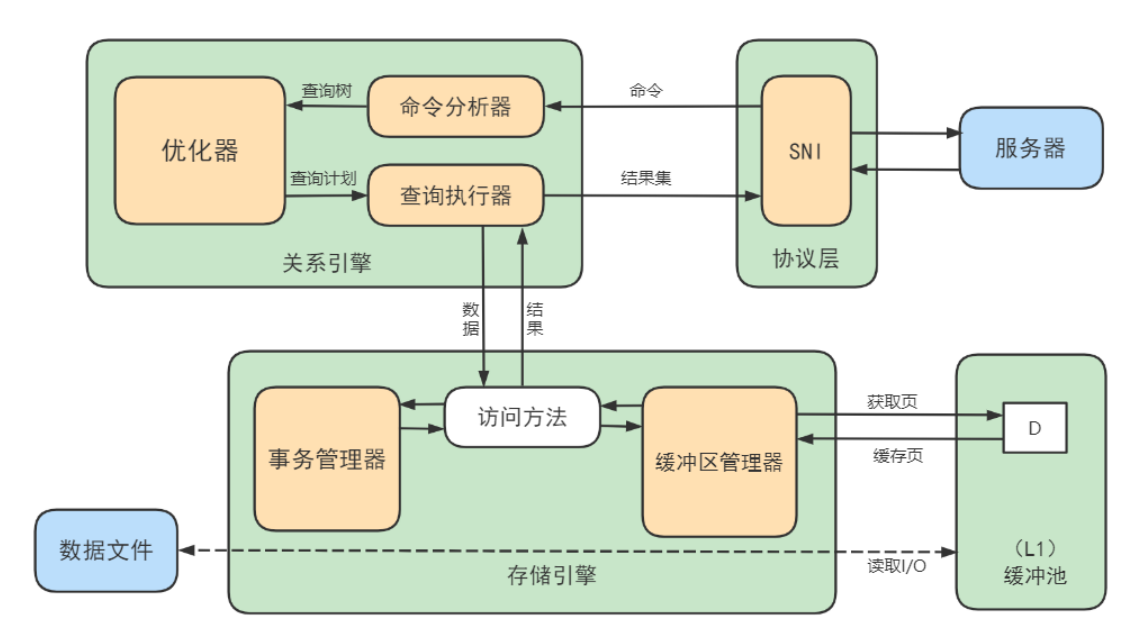 查询树
命令分析器
命令
优化器
SNI
服务器
查询计划
查询执行器
结果集
关系引擎
协议层
数据
结果
获取页
访问方法
D
事务管理器
缓冲区管理器
缓存页
数据文件
存储引擎
读取I/O
（L1）
缓冲池